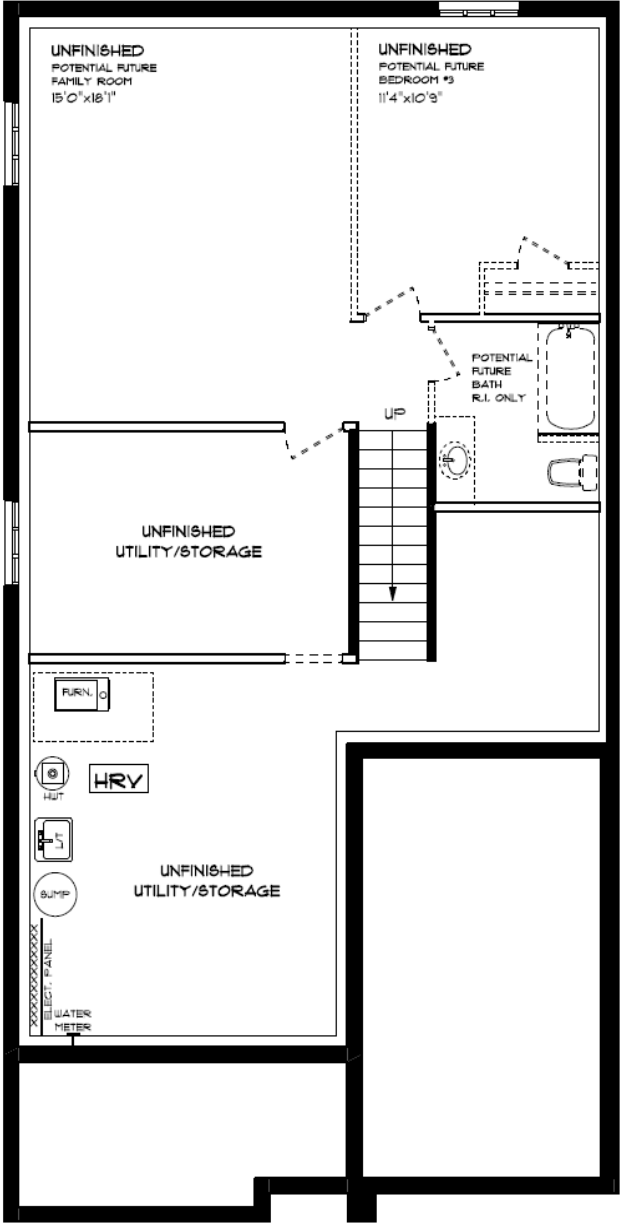 UNFINISHED
POTENTIAL FUTURE
FAMILY ROOM
15'0"x18'1"
UNFINISHED
POTENTIAL FUTURE
BEDROOM #3
11'4"x10'9"
POTENTIAL
FUTURE
BATH
R.I. ONLY
UP
UNFINISHED
UTILITY/STORAGE
FURN.
HWT
HRV
L/T
UNFINISHED
UTILITY/STORAGE
SUMP
XXXXXXXXXXXX
ELECT. PANEL
WATER
METER